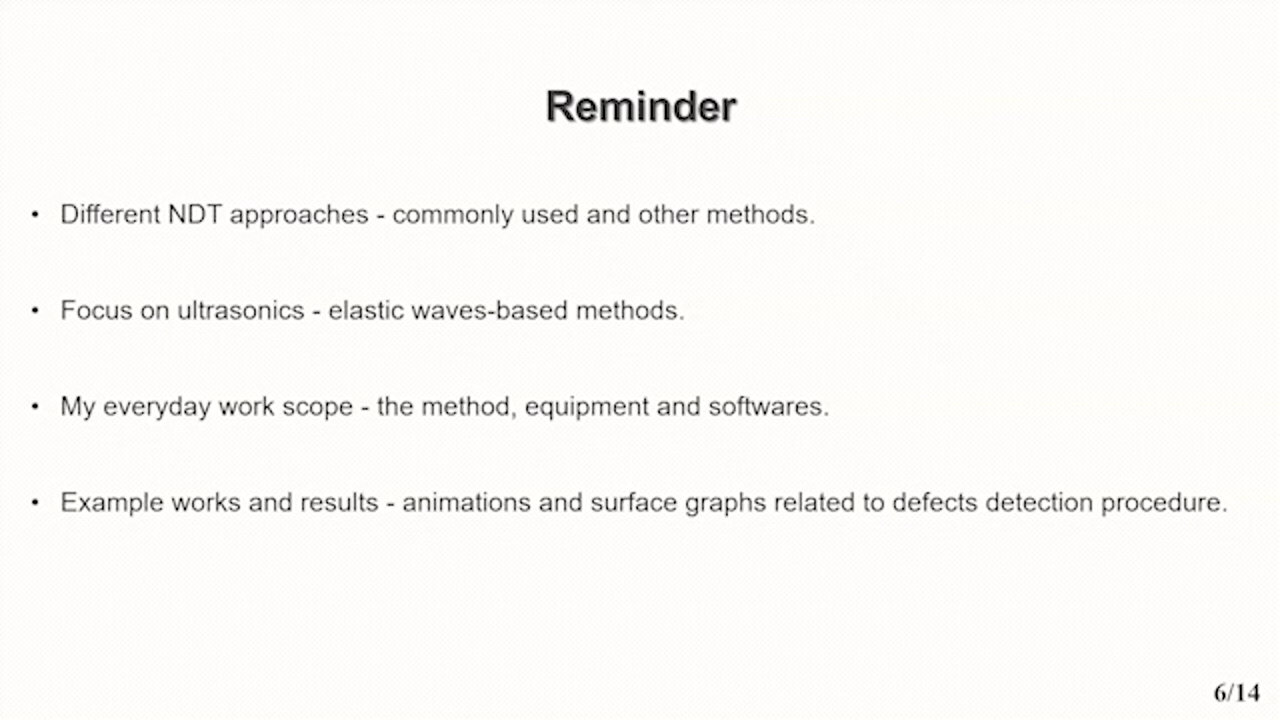 Reminder
• Different NDT approaches - commonly used and other methods.
• Focus on ultrasonics - elastic waves-based methods.
• My everyday work scope - the method, equipment and softwares.
• Example works and results - animations and surface graphs related to defects detection procedure.
6/14